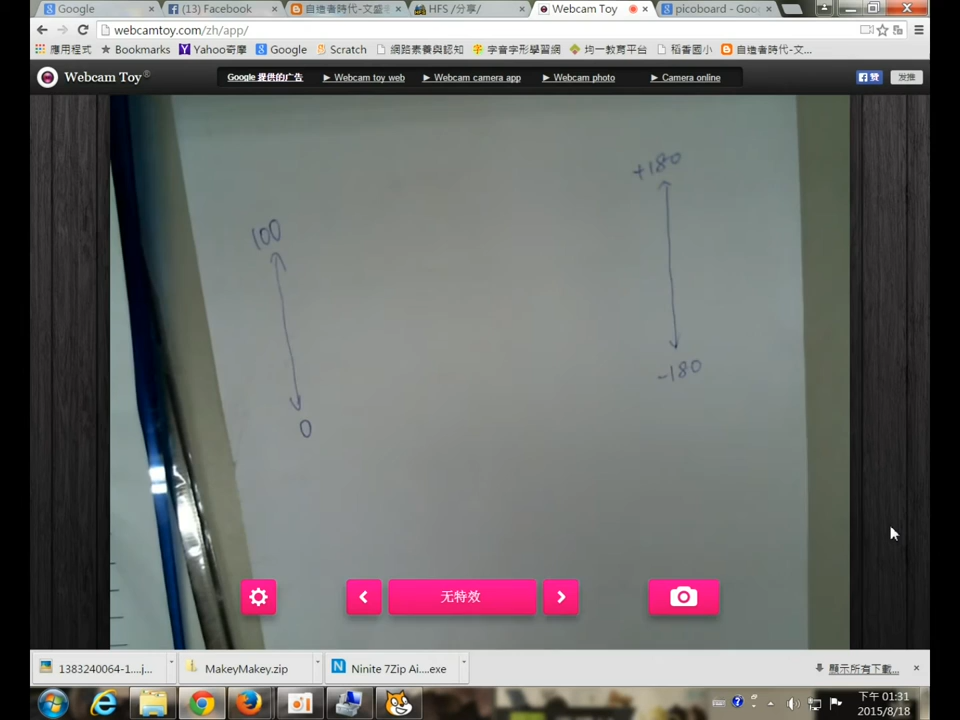 Google
(13) Facebook
自造者時代-文盛
HFS /分享/
Webcam Toy
picoboard - Goo
webcamtoy.com/zh/app/
應用程式
Bookmarks
Yahoo奇摩
Google
Scratch
網路素養與認知
字音字形學習網
均一教育平台
稻香國小
自造者時代-文...
Webcam Toy®
Google 提供的广告
► Webcam toy web
► Webcam camera app
► Webcam photo
► Camera online
赞
发推
+180
100
-180
0
无特效
1383240064-1....j...
MakeyMakey.zip
Ninite 7Zip Ai....exe
顯示所有下載...
下午 01:31
2015/8/18